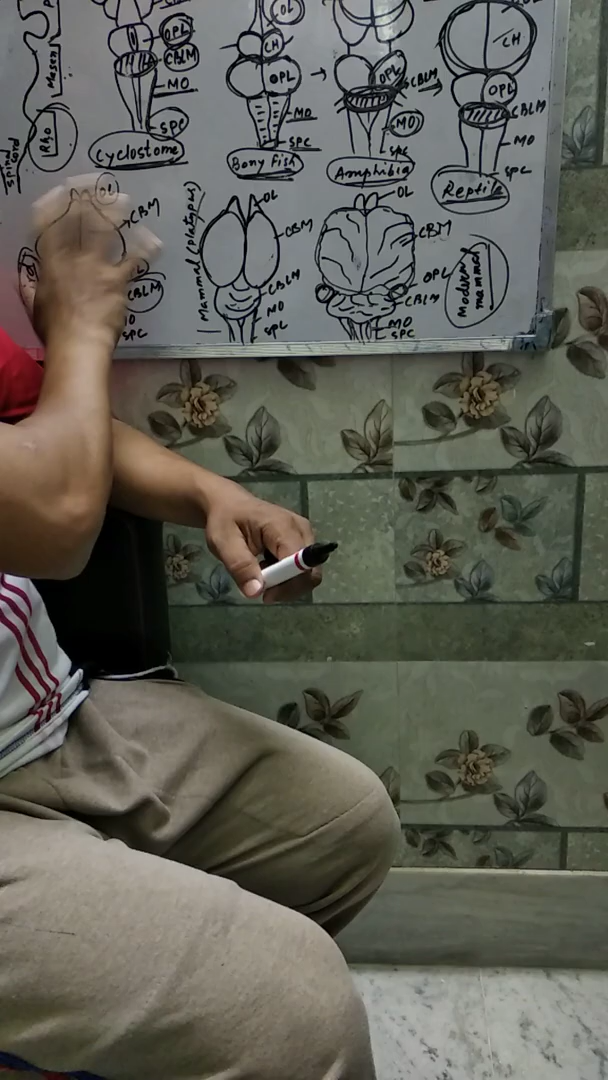 OPL
CBLM
MO
SPC
Cyclostome
OL
CH
OPL
MO
SPC
Bony Fish
OPL
CBLM
MO
SPC
Amphibia
CH
OPL
CBLM
MO
SPC
Reptile
Spinal
cord
OL
CBM
CBLM
MO
SPC
Mammal (platypus)
OL
CBM
CBLM
MO
SPC
OL
CBM
OPL
CBLM
MO
SPC
Modern
mammal